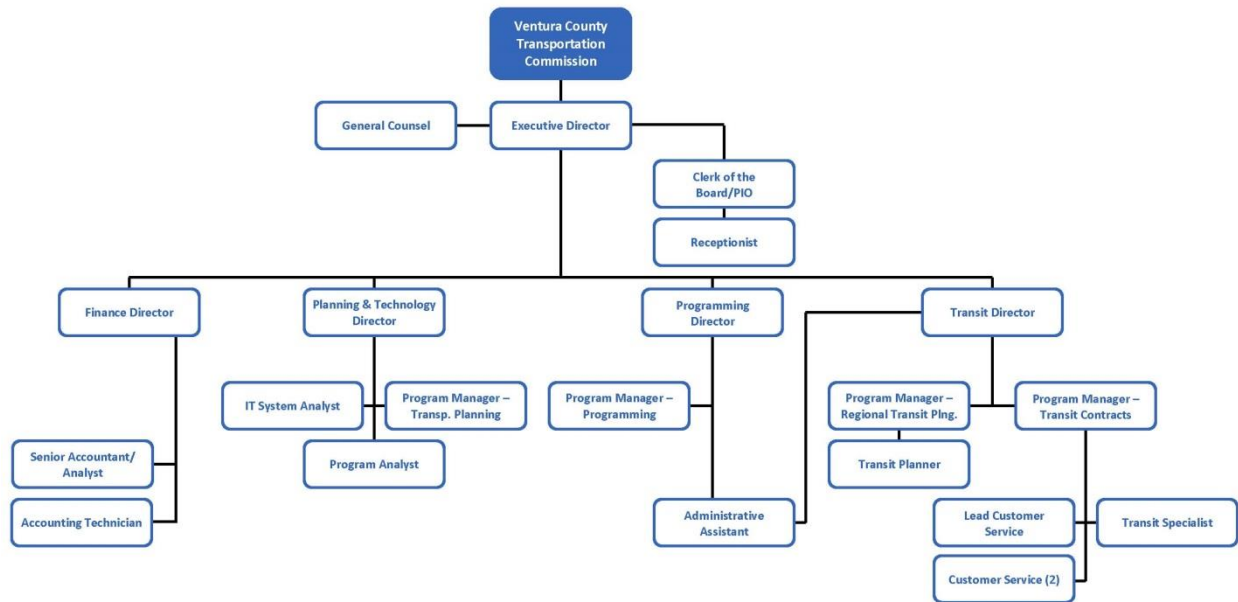 Ventura County
Transportation
Commission
General Counsel
Executive Director
Clerk of the
Board/PIO
Receptionist
Finance Director
Planning & Technology
Director
Programming
Director
Transit Director
IT System Analyst
Program Manager –
Transp. Planning
Program Manager –
Programming
Program Manager –
Regional Transit Plng.
Program Manager –
Transit Contracts
Senior Accountant/
Analyst
Program Analyst
Transit Planner
Accounting Technician
Administrative
Assistant
Lead Customer
Service
Transit Specialist
Customer Service (2)